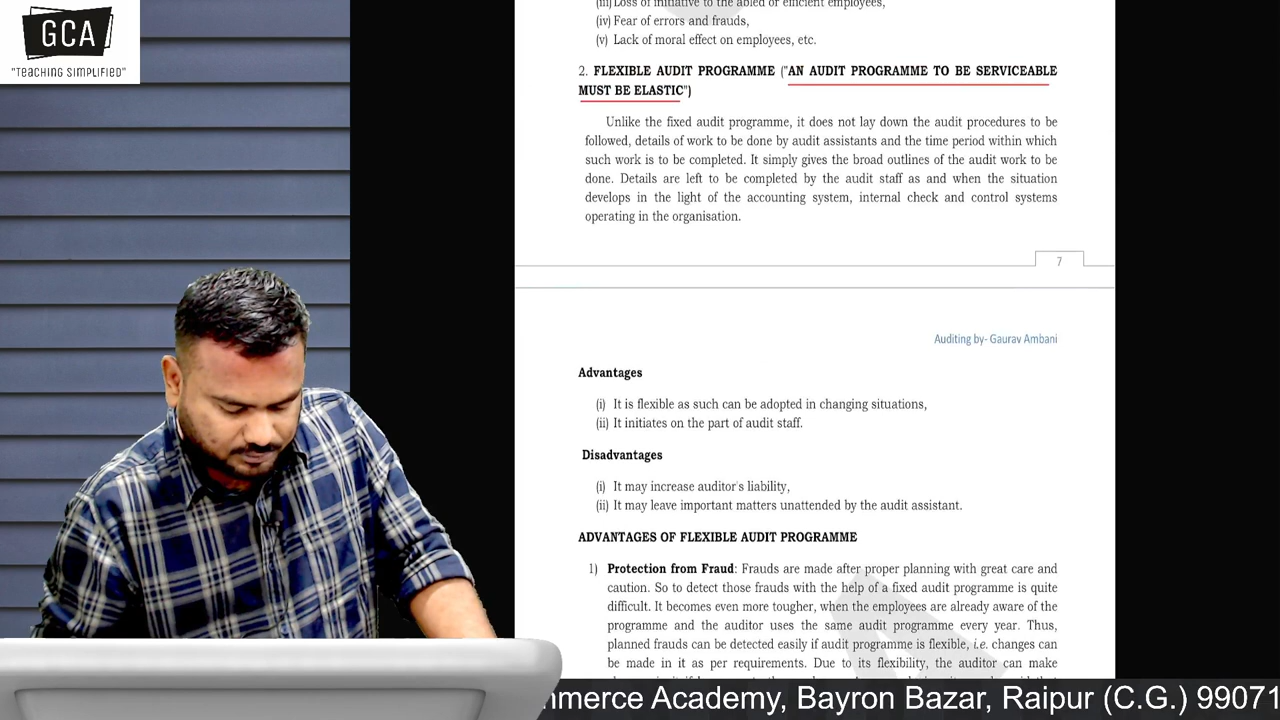 GCA
"TEACHING SIMPLIFIED"
(iii) Loss of initiative to the abled or efficient employees,
(iv) Fear of errors and frauds,
(v) Lack of moral effect on employees, etc.
2. FLEXIBLE AUDIT PROGRAMME ("AN AUDIT PROGRAMME TO BE SERVICEABLE
MUST BE ELASTIC")
Unlike the fixed audit programme, it does not lay down the audit procedures to be
followed, details of work to be done by audit assistants and the time period within which
such work is to be completed. It simply gives the broad outlines of the audit work to be
done. Details are left to be completed by the audit staff as and when the situation
develops in the light of the accounting system, internal check and control systems
operating in the organisation.
7
Auditing by- Gaurav Ambani
Advantages
(i) It is flexible as such can be adopted in changing situations,
(ii) It initiates on the part of audit staff.
Disadvantages
(i) It may increase auditor's liability,
(ii) It may leave important matters unattended by the audit assistant.
ADVANTAGES OF FLEXIBLE AUDIT PROGRAMME
1) Protection from Fraud: Frauds are made after proper planning with great care and
caution. So to detect those frauds with the help of a fixed audit programme is quite
difficult. It becomes even more tougher, when the employees are already aware of the
programme and the auditor uses the same audit programme every year. Thus,
planned frauds can be detected easily if audit programme is flexible, i.e. changes can
be made in it as per requirements. Due to its flexibility, the auditor can make
mmerce Academy, Bayron Bazar, Raipur (C.G.) 99071